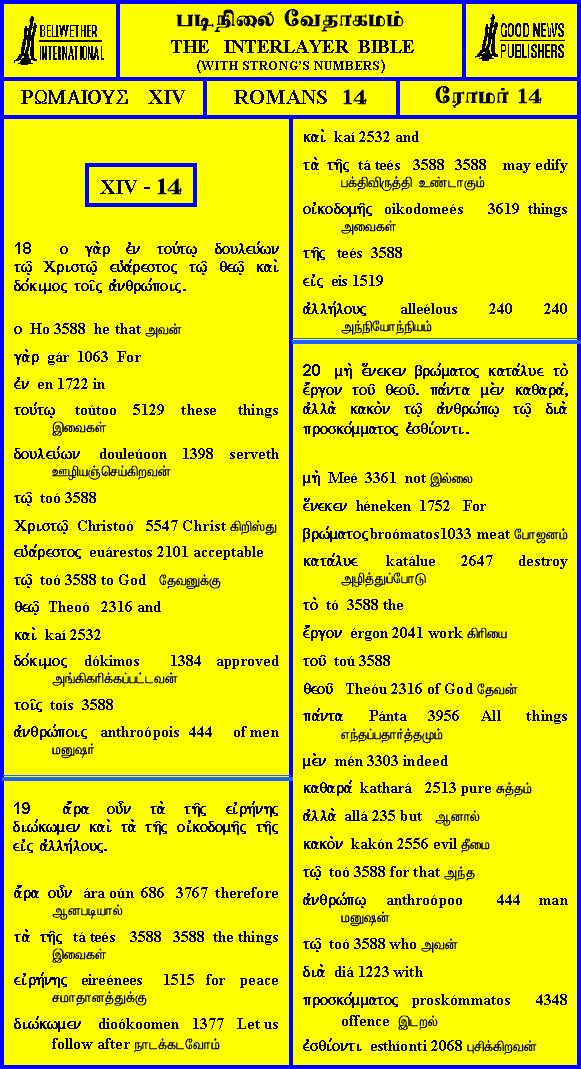 BELLWETHER
INTERNATIONAL
படிநிலை வேதாகமம்
THE INTERLAYER BIBLE
(WITH STRONG'S NUMBERS)
GOOD NEWS
PUBLISHERS
ΡΩΜΑΙΟΥΣ XIV
ROMANS 14
ரோமர் 14
XIV - 14
18 ο γὰρ ἐν τούτῳ δουλεύων
τῷ Χριστῷ εὐάρεστος τῷ θεῷ καὶ
δόκιμος τοῖς ἀνθρώποις.
ο Ho 3588 he that அவன்
γὰρ gár 1063 For
ἐν en 1722 in
τούτῳ toútoo 5129 these things
இவைகள்
δουλεύων douleúoon 1398 serveth
ஊழியஞ்செய்கிறவன்
τῷ toó 3588
Χριστῷ Christoó 5547 Christ கிறிஸ்து
εὐάρεστος euárestos 2101 acceptable
τῷ toó 3588 to God தேவனுக்கு
θεῷ Theoó 2316 and
καὶ kaí 2532
δόκιμος dókimos 1384 approved
அங்கிகரிக்கப்பட்டவன்
τοῖς toís 3588
ἀνθρώποις anthroópois 444 of men
மனுஷர்
19 ἄρα οὖν τὰ τῆς εἰρήνης
διώκωμεν καὶ τὰ τῆς οἰκοδομῆς τῆς
εἰς ἀλλήλους.
ἄρα οὖν ára oún 686 3767 therefore
ஆனபடியால்
τὰ τῆς tá teés 3588 3588 the things
இவைகள்
εἰρήνης eireénees 1515 for peace
சமாதானத்துக்கு
διώκωμεν dioókoomen 1377 Let us
follow after நாடக்கடவோம்
καὶ kaí 2532 and
τὰ τῆς tá teés 3588 3588 may edify
பக்திவிருத்தி உண்டாகும்
οἰκοδομῆς oikodomeés 3619 things
அவைகள்
τῆς teés 3588
εἰς eis 1519
ἀλλήλους alleélous 240 240
அந்நியோந்நியம்
20 μὴ ἕνεκεν βρώματος κατάλυε τὸ
ἔργον τοῦ θεοῦ. πάντα μὲν καθαρά,
ἀλλὰ κακὸν τῷ ἀνθρώπῳ τῷ διὰ
προσκόμματος ἐσθίοντι.
μὴ Meé 3361 not இல்லை
ἕνεκεν héneken 1752 For
βρώματος broómatos1033 meat போஜனம்
κατάλυε katálue 2647 destroy
அழித்துப்போடு
τὸ tó 3588 the
ἔργον érgon 2041 work கிரியை
τοῦ toú 3588
θεοῦ Theóu 2316 of God தேவன்
πάντα Pánta 3956 All things
எந்தப்பதார்த்தமும்
μὲν mén 3303 indeed
καθαρά kathará 2513 pure சுத்தம்
ἀλλὰ allá 235 but ஆனால்
κακὸν kakón 2556 evil தீமை
τῷ toó 3588 for that அந்த
ἀνθρώπῳ anthroópoo 444 man
மனுஷன்
τῷ toó 3588 who அவன்
διὰ diá 1223 with
προσκόμματος proskómmatos 4348
offence இடறல்
ἐσθίοντι esthíonti 2068 புசிக்கிறவன்